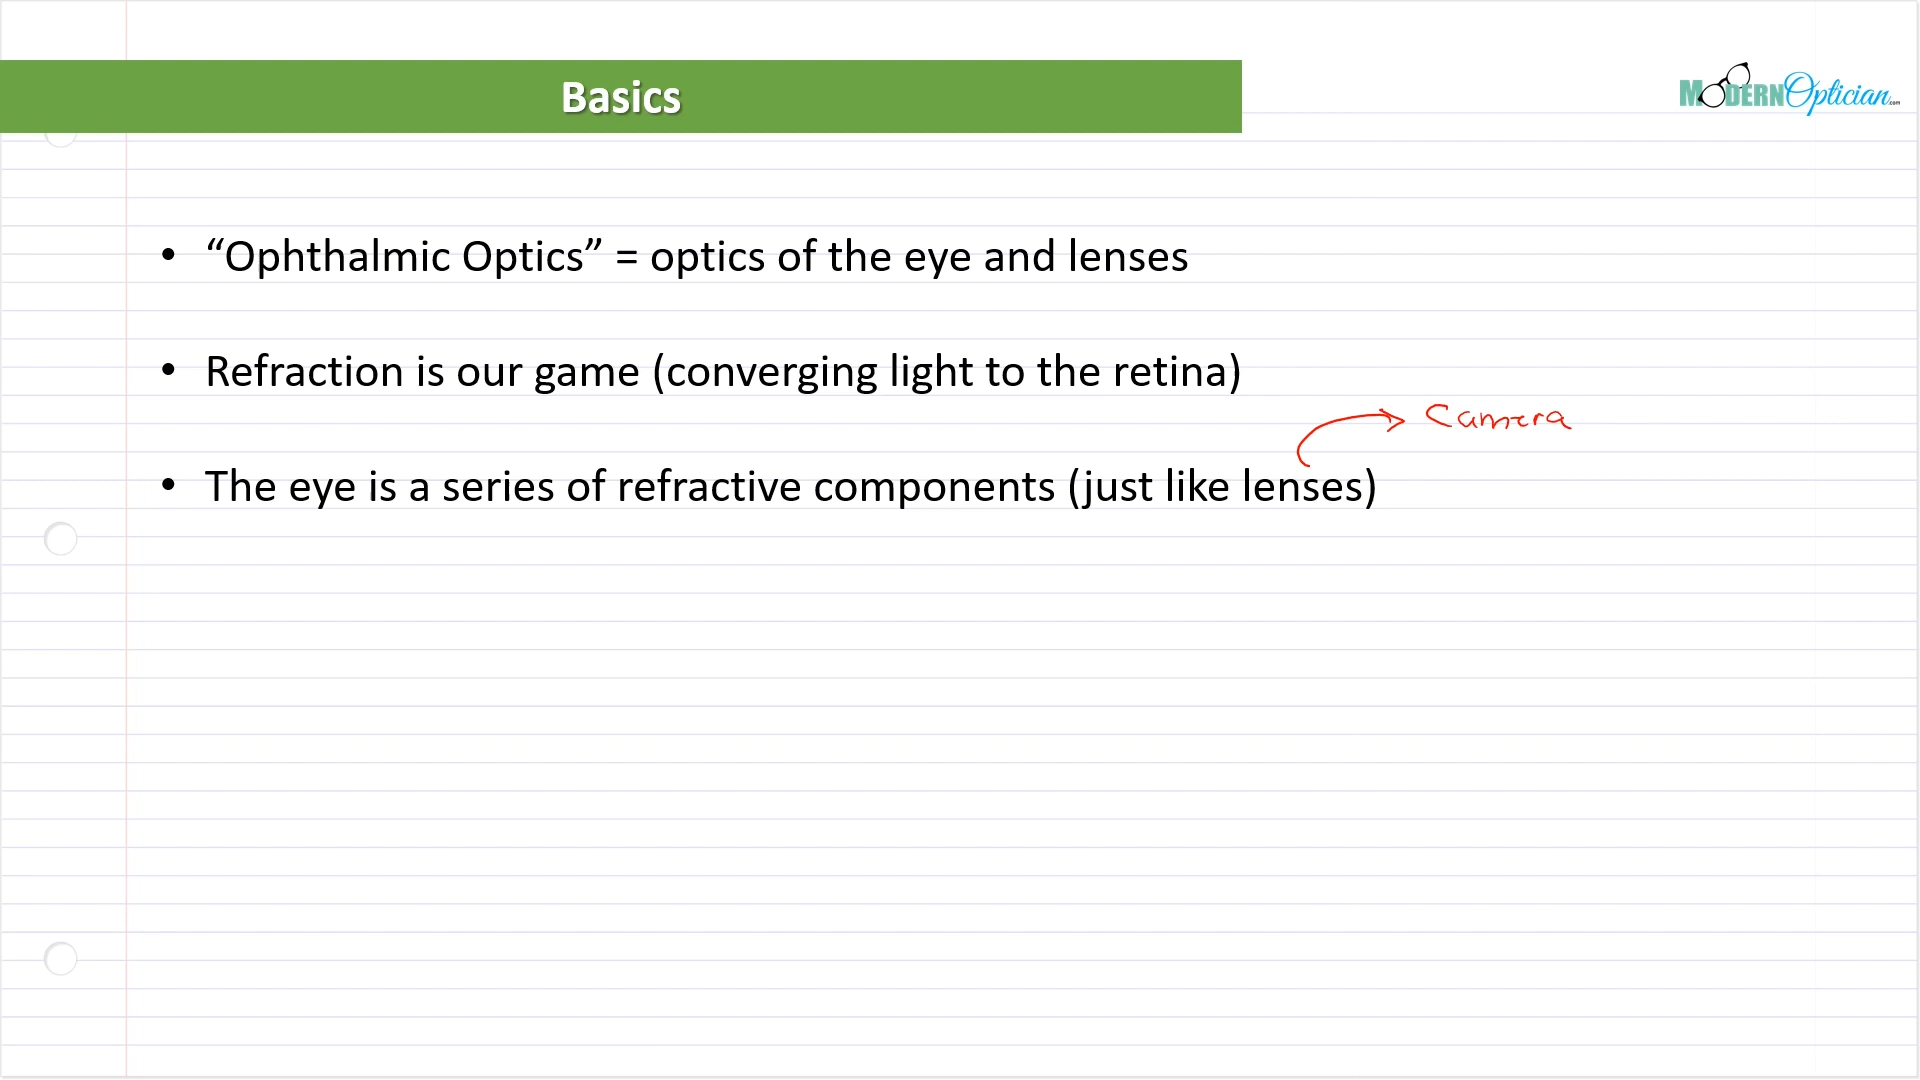 Basics
MODERNOptician.com
• “Ophthalmic Optics” = optics of the eye and lenses
• Refraction is our game (converging light to the retina)
Camera
• The eye is a series of refractive components (just like lenses)